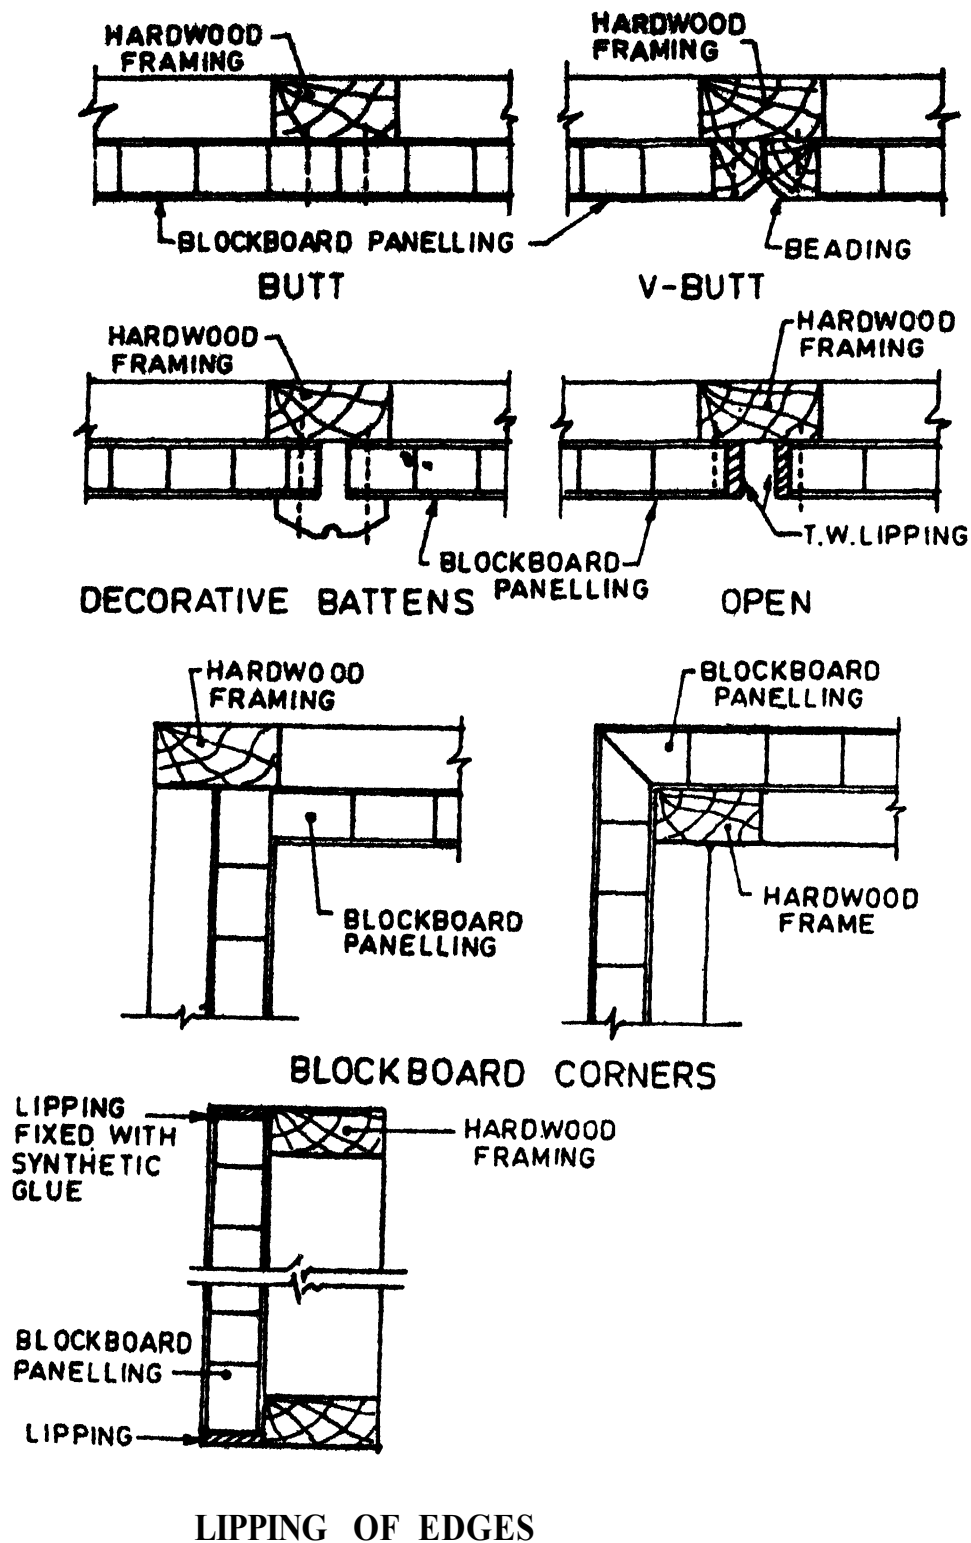 HARDWOOD
FRAMING
HARDWOOD
FRAMING
BLOCKBOARD PANELLING
BEADING
BUTT
V-BUTT
HARDWOOD
FRAMING
HARDWOOD
FRAMING
T.W. LIPPING
BLOCKBOARD
PANELLING
DECORATIVE BATTENS
OPEN
HARDWOOD
FRAMING
BLOCKBOARD
PANELLING
BLOCKBOARD
PANELLING
HARDWOOD
FRAME
BLOCKBOARD CORNERS
LIPPING
FIXED WITH
SYNTHETIC
GLUE
HARDWOOD
FRAMING
BLOCKBOARD
PANELLING
LIPPING
LIPPING OF EDGES